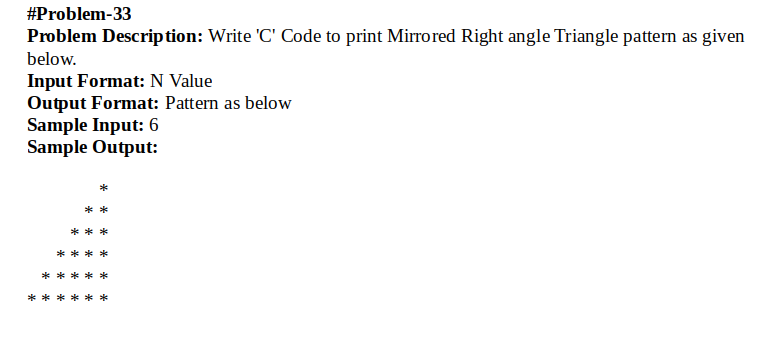 #Problem-33
Problem Description: Write 'C' Code to print Mirrored Right angle Triangle pattern as given
below.
Input Format: N Value
Output Format: Pattern as below
Sample Input: 6
Sample Output:
*
* *
* * *
* * * *
* * * * *
* * * * * *